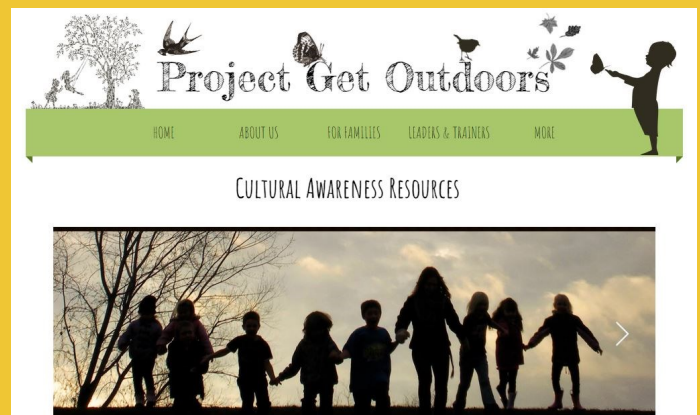 Project Get Outdoors
HOME ABOUT US FOR FAMILIES LEADERS & TRAINERS MORE
CULTURAL AWARENESS RESOURCES